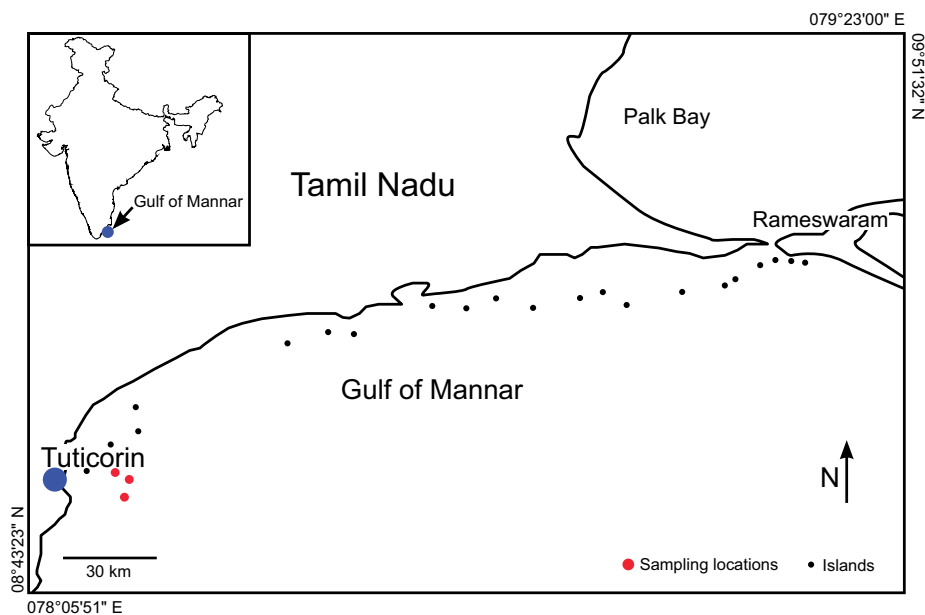 079°23'00" E
09°51'32" N
Palk Bay
Tamil Nadu
Gulf of Mannar
Rameswaram
Gulf of Mannar
Tuticorin
N
08°43'23" N
30 km
Sampling locations
Islands
078°05'51" E